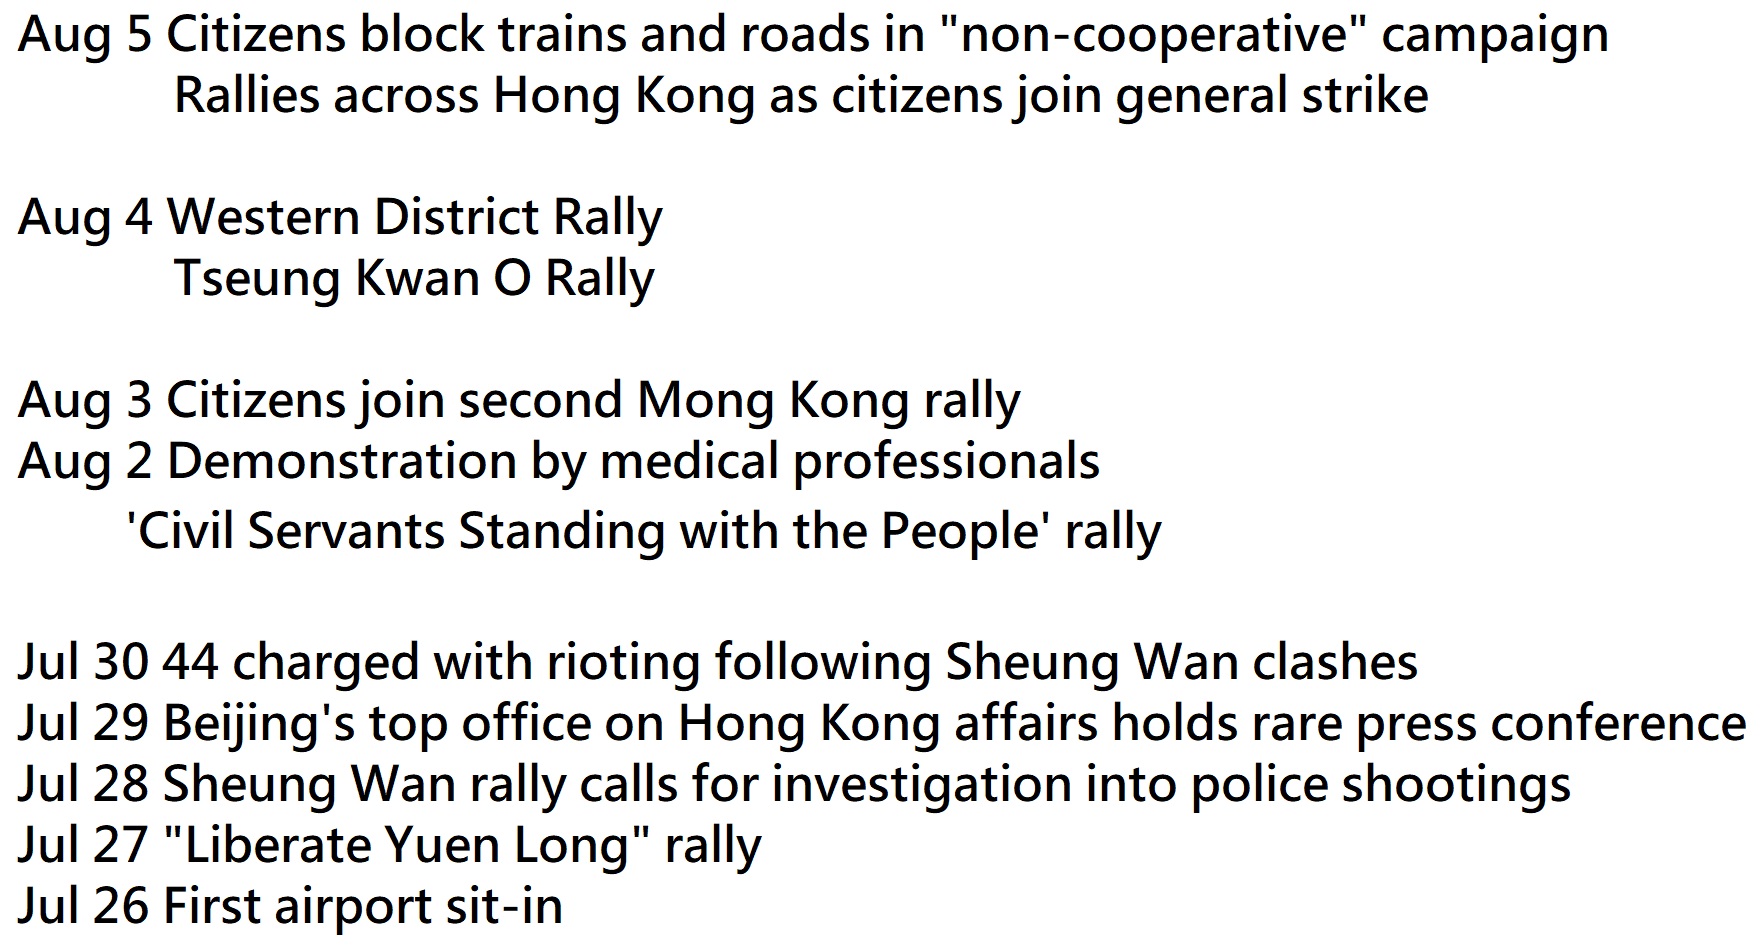 Aug 5 Citizens block trains and roads in "non-cooperative" campaign
Rallies across Hong Kong as citizens join general strike
Aug 4 Western District Rally
Tseung Kwan O Rally
Aug 3 Citizens join second Mong Kong rally
Aug 2 Demonstration by medical professionals
'Civil Servants Standing with the People' rally
Jul 30 44 charged with rioting following Sheung Wan clashes
Jul 29 Beijing's top office on Hong Kong affairs holds rare press conference
Jul 28 Sheung Wan rally calls for investigation into police shootings
Jul 27 "Liberate Yuen Long" rally
Jul 26 First airport sit-in